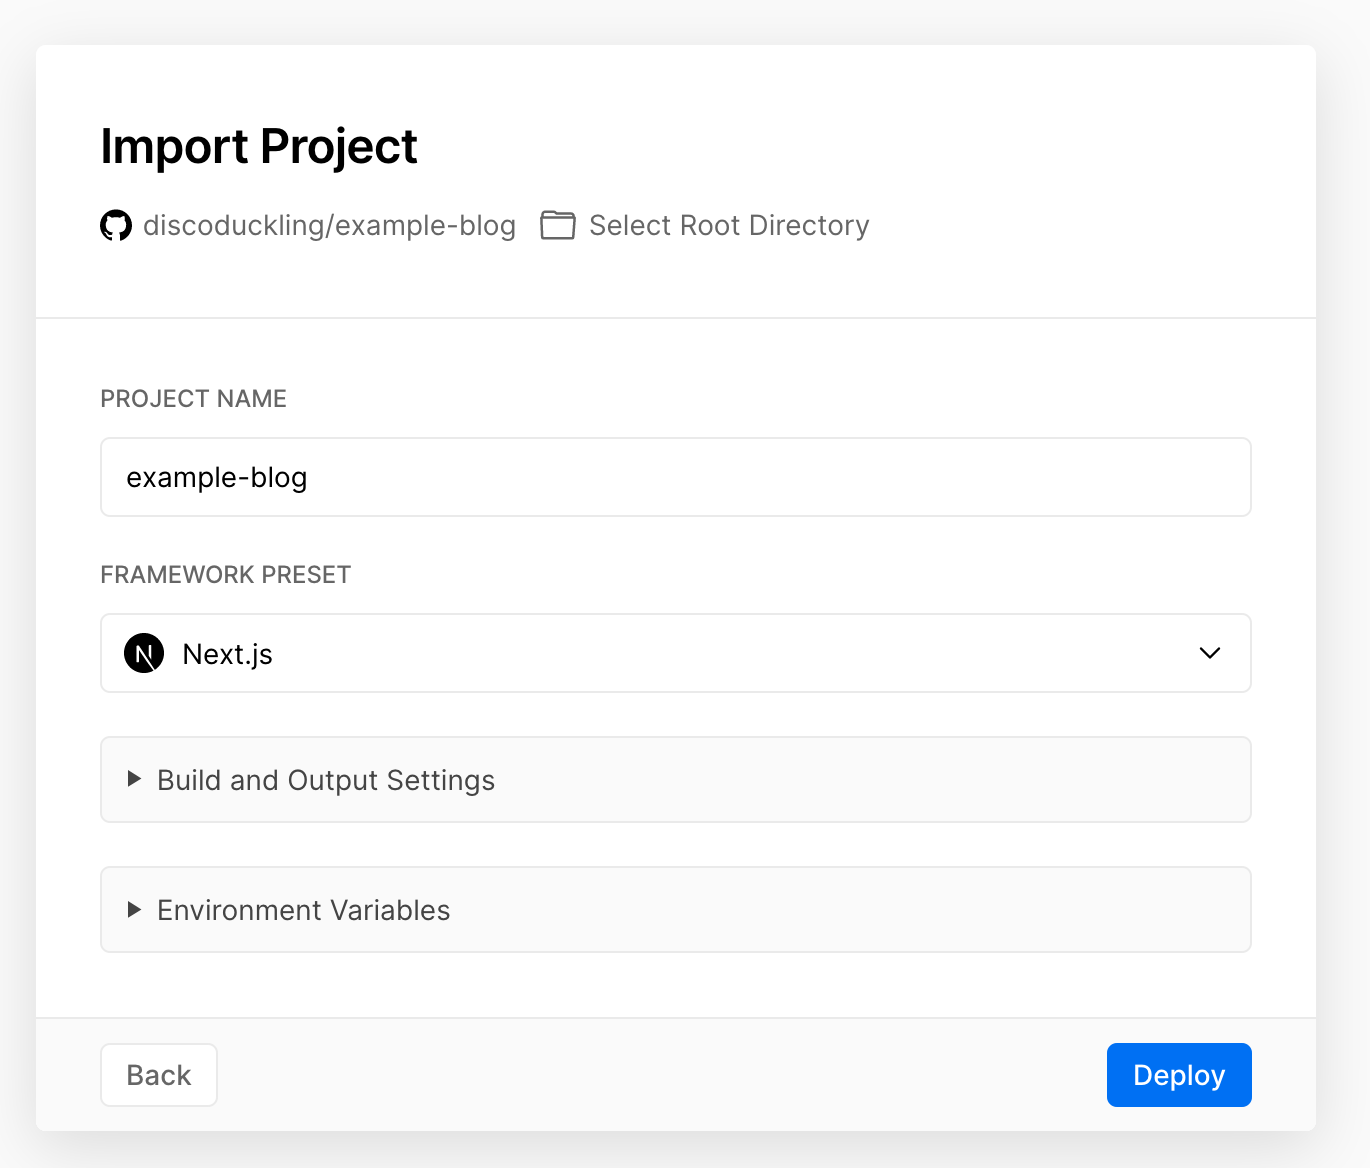 Import Project
discoduckling/example-blog Select Root Directory
PROJECT NAME
example-blog
FRAMEWORK PRESET
N Next.js
Build and Output Settings
Environment Variables
Back Deploy